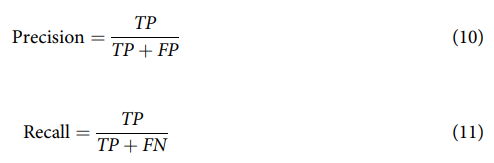 Precision = TP / TP + FP (10)
Recall = TP / TP + FN (11)